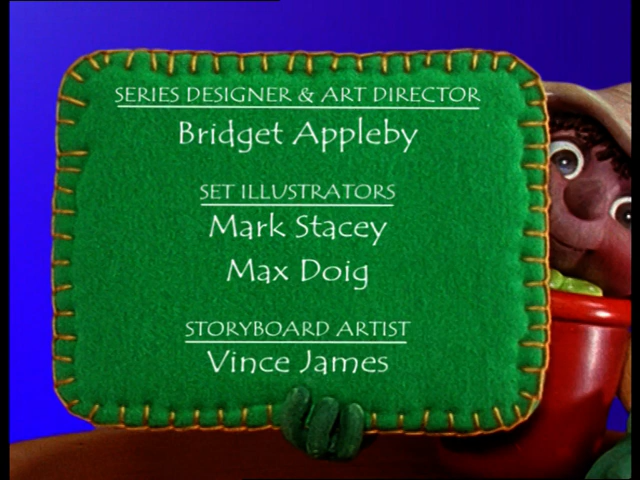 SERIES DESIGNER & ART DIRECTOR
Bridget Appleby
SET ILLUSTRATORS
Mark Stacey
Max Doig
STORYBOARD ARTIST
Vince James